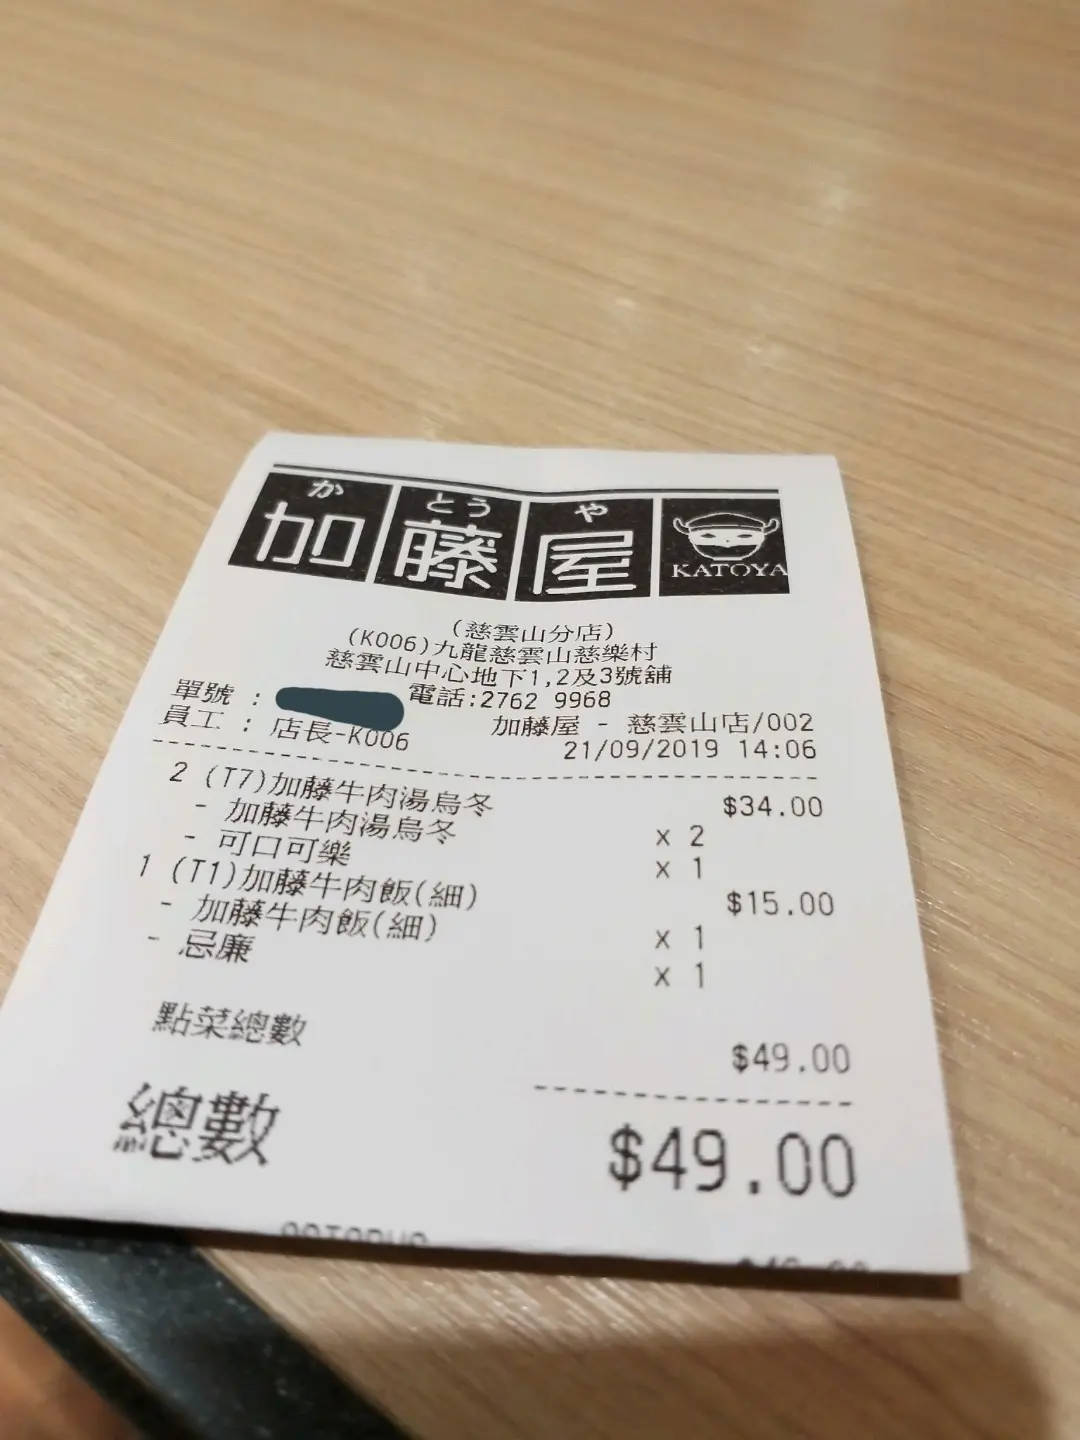 か とう や
加藤屋
KATOYA
(慈雲山分店)
(K006)九龍慈雲山慈樂村
慈雲山中心地下1,2及3號舖
電話:2762 9968
單號 :
加藤屋 - 慈雲山店/002
員工 : 店長-K006
21/09/2019 14:06
2 (T7)加藤牛肉湯烏冬 $34.00
- 加藤牛肉湯烏冬 x 2
- 可口可樂 x 1
1 (T1)加藤牛肉飯(細) $15.00
- 加藤牛肉飯(細) x 1
- 忌廉 x 1
點菜總數 $49.00
總數 $49.00